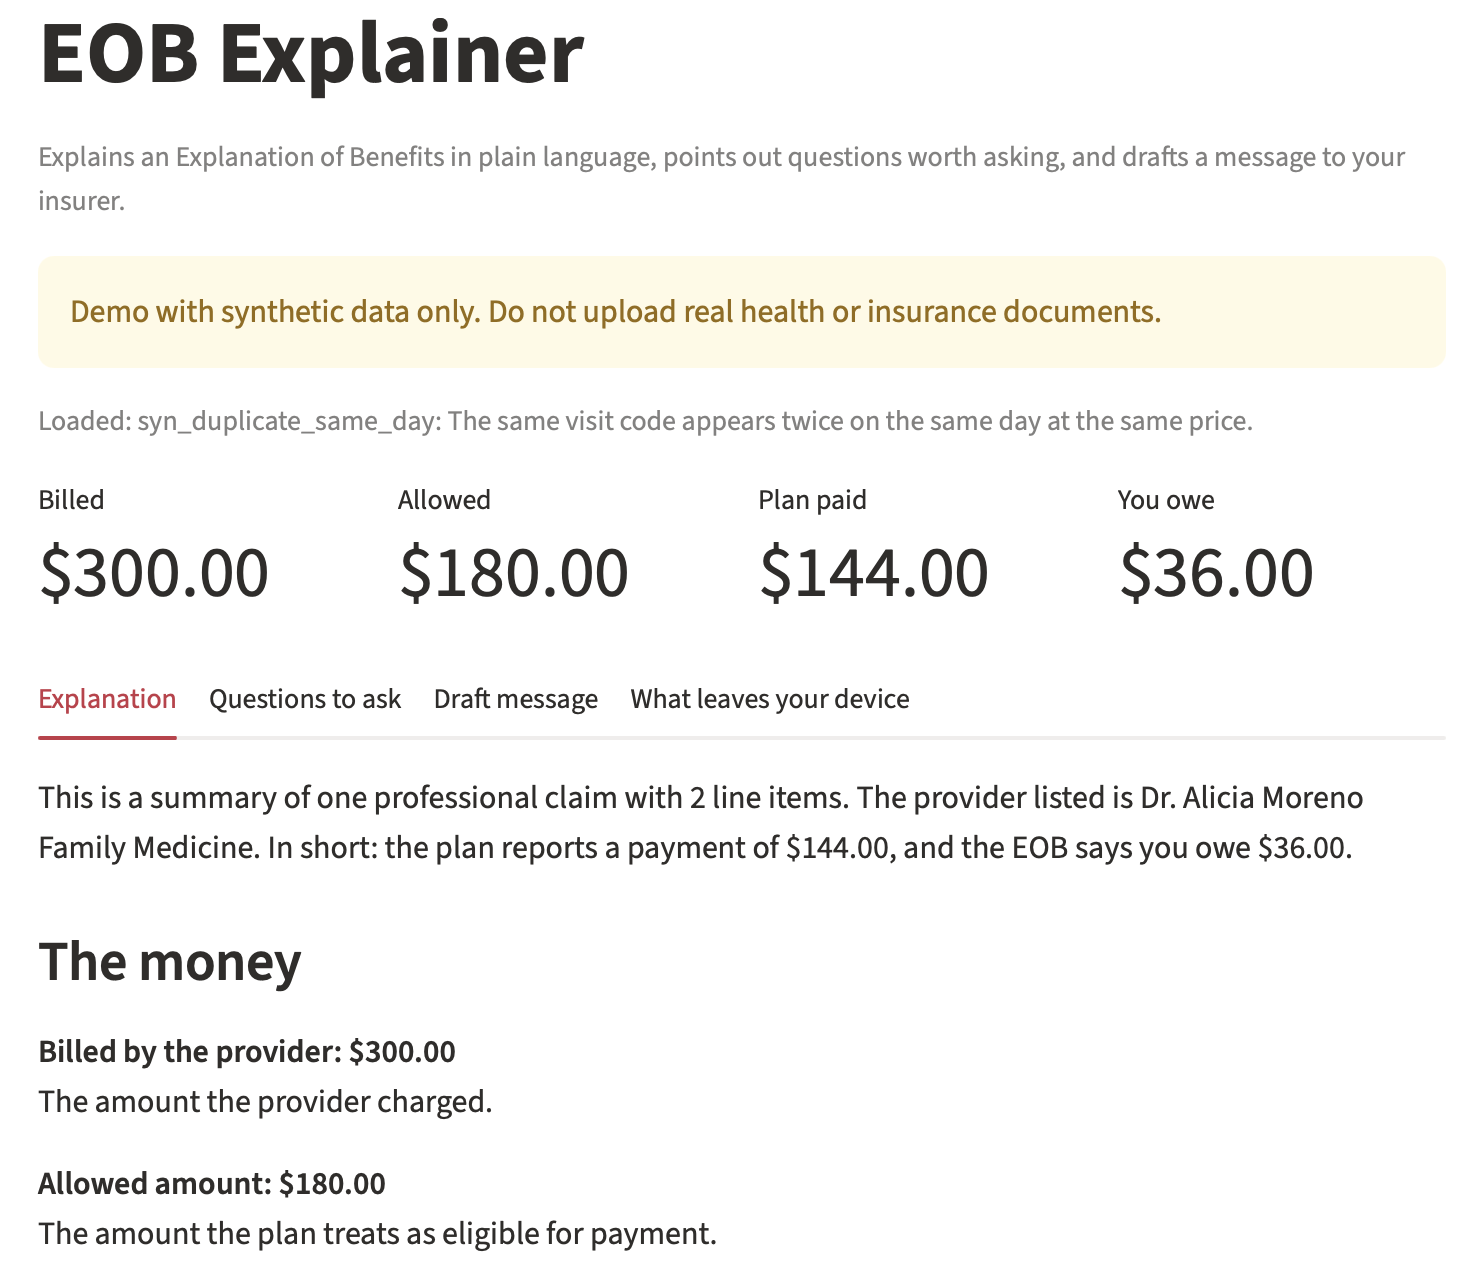 EOB Explainer
Explains an Explanation of Benefits in plain language, points out questions worth asking, and drafts a message to your
insurer.
Demo with synthetic data only. Do not upload real health or insurance documents.
Loaded: syn_duplicate_same_day: The same visit code appears twice on the same day at the same price.
Billed Allowed Plan paid You owe
$300.00 $180.00 $144.00 $36.00
Explanation Questions to ask Draft message What leaves your device
This is a summary of one professional claim with 2 line items. The provider listed is Dr. Alicia Moreno
Family Medicine. In short: the plan reports a payment of $144.00, and the EOB says you owe $36.00.
The money
Billed by the provider: $300.00
The amount the provider charged.
Allowed amount: $180.00
The amount the plan treats as eligible for payment.